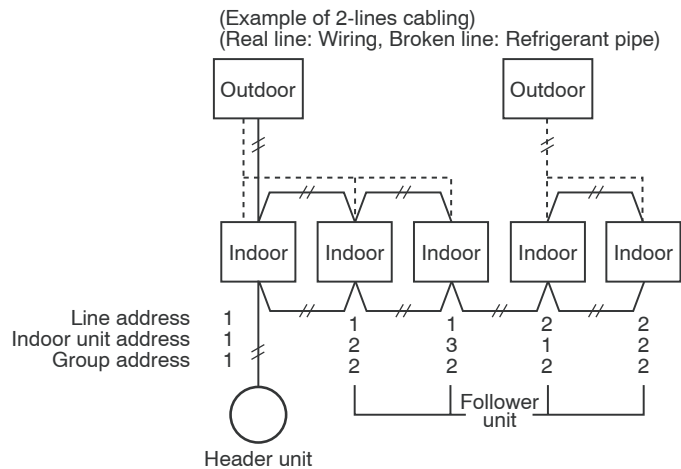 (Example of 2-lines cabling)
(Real line: Wiring, Broken line: Refrigerant pipe)
Outdoor Outdoor
Indoor Indoor Indoor Indoor Indoor
Line address 1 1 1 2 2
Indoor unit address 1 2 3 1 2
Group address 1 2 2 2 2
Follower
unit
Header unit